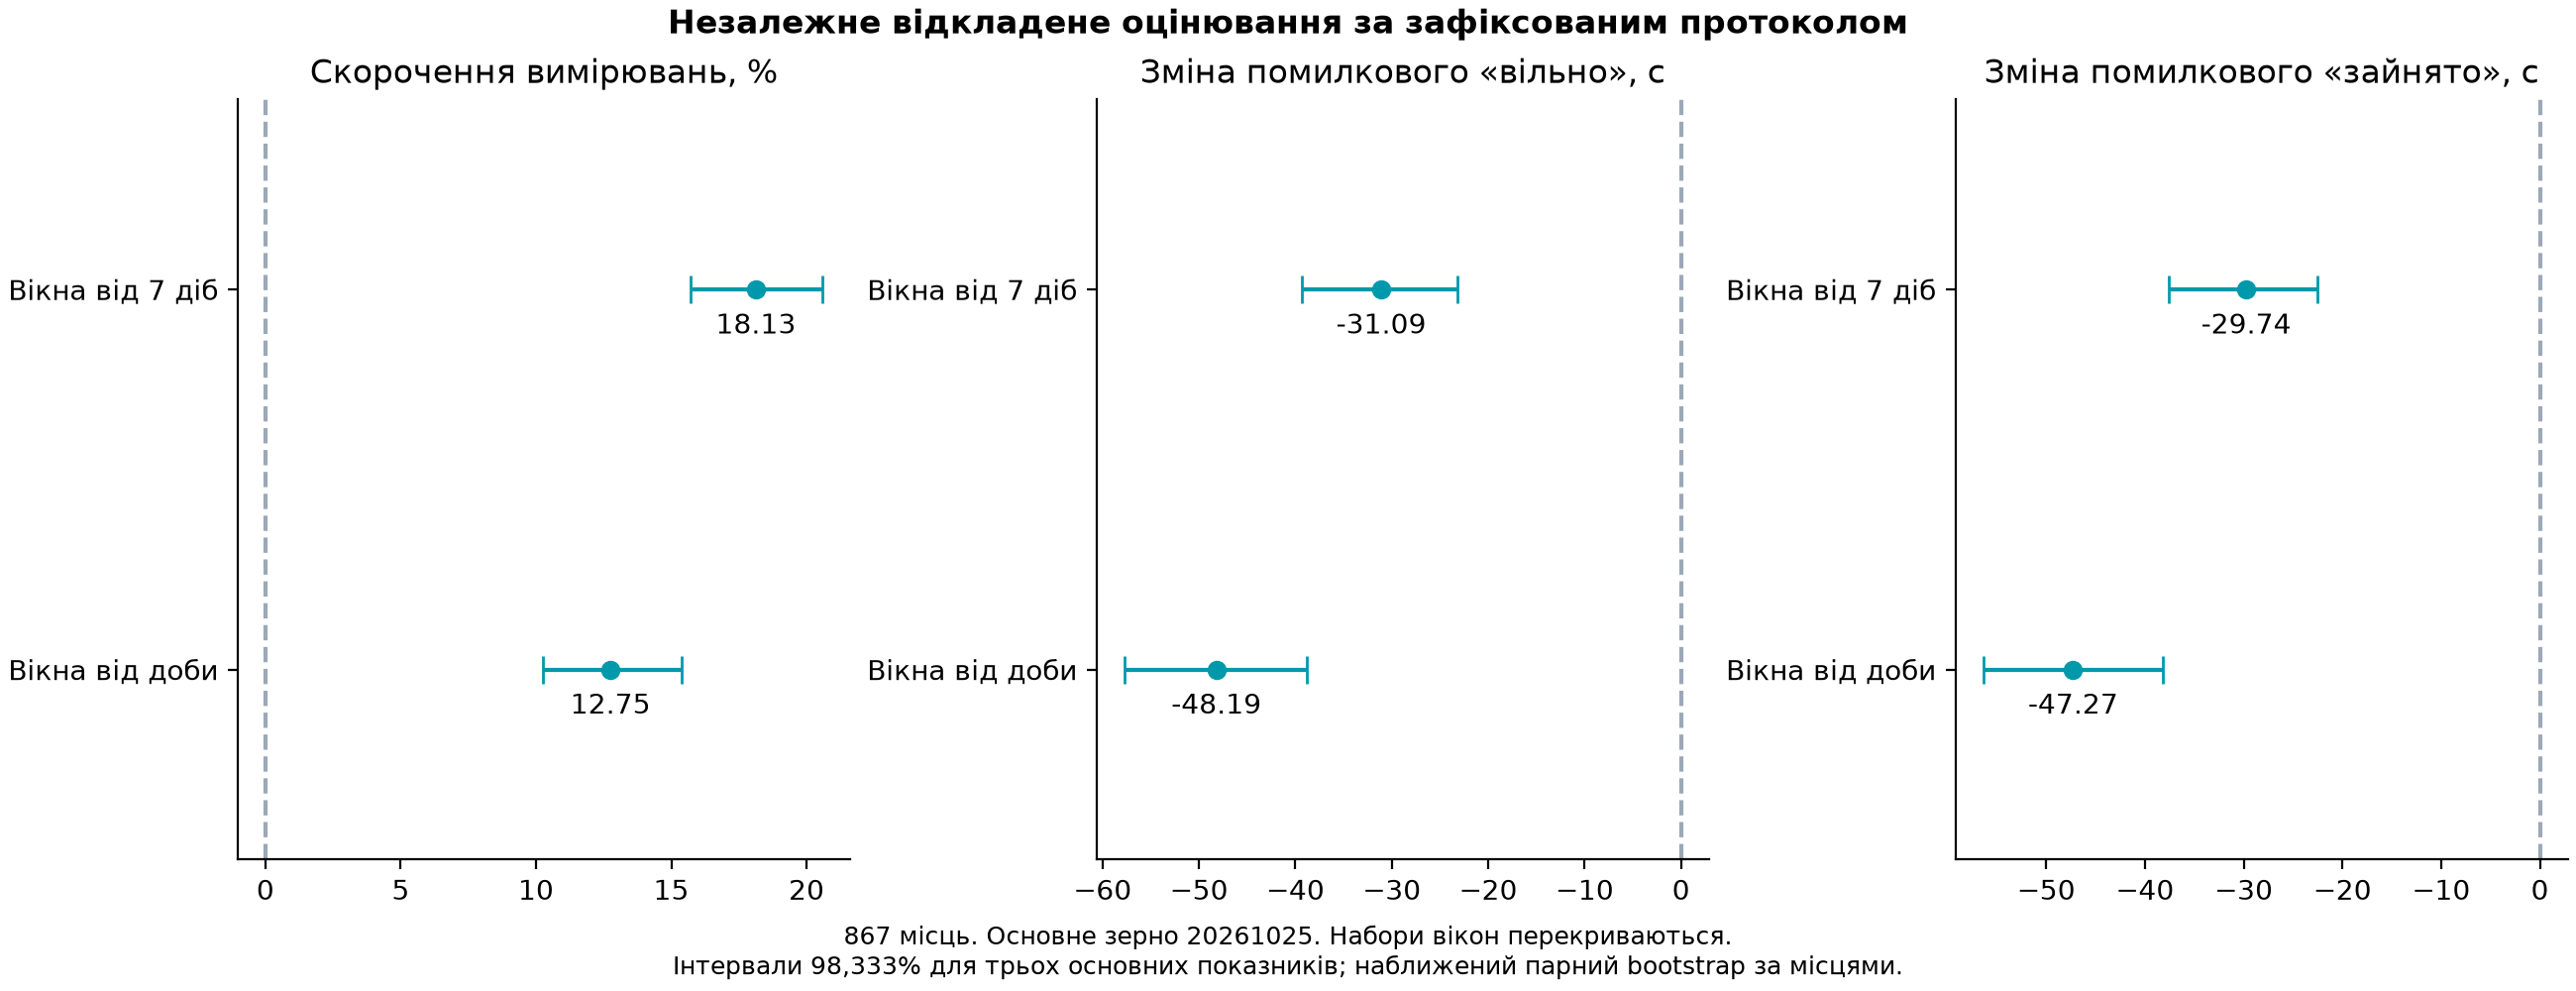 Незалежне відкладене оцінювання за зафіксованим протоколом
Скорочення вимірювань, %
Вікна від 7 діб
18.13
Вікна від доби
12.75
0 5 10 15 20
Зміна помилкового «вільно», с
Вікна від 7 діб
-31.09
Вікна від доби
-48.19
−60 −50 −40 −30 −20 −10 0
Зміна помилкового «зайнято», с
Вікна від 7 діб
-29.74
Вікна від доби
-47.27
−50 −40 −30 −20 −10 0
867 місць. Основне зерно 20261025. Набори вікон перекриваються.
Інтервали 98,333% для трьох основних показників; наближений парний bootstrap за місцями.